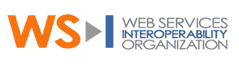 WS I WEB SERVICES
INTEROPERABILITY
ORGANIZATION